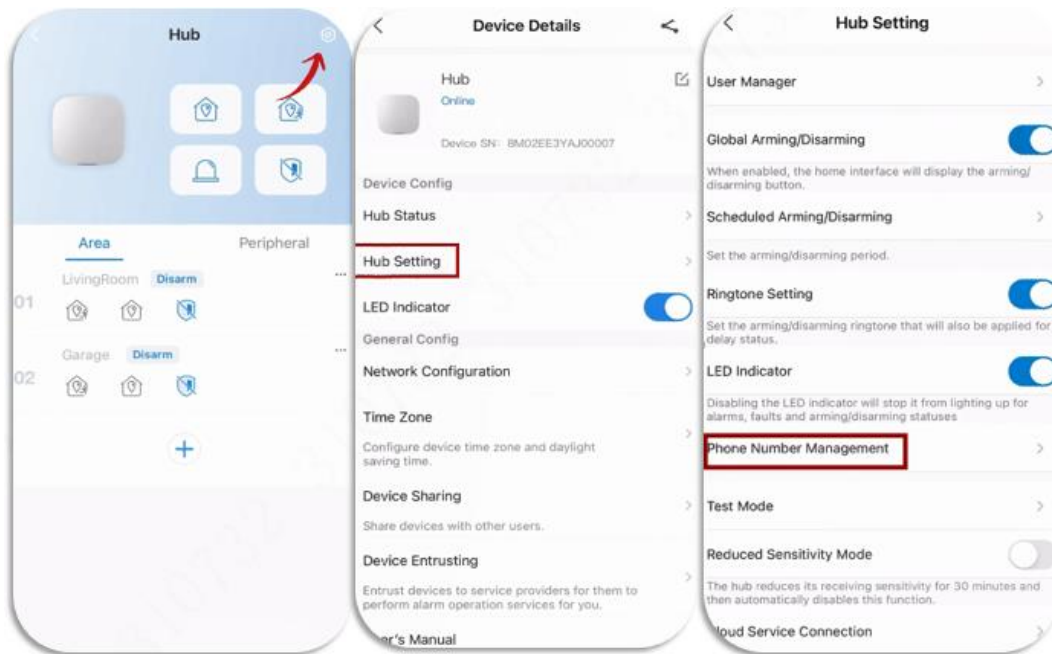 Hub
Area
Peripheral
LivingRoom Disarm
01
Garage Disarm
02
Device Details
Hub
Online
Device SN: 8M02EE3YAJ00007
Device Config
Hub Status
Hub Setting
LED Indicator
General Config
Network Configuration
Time Zone
Configure device time zone and daylight
saving time.
Device Sharing
Share devices with other users.
Device Entrusting
Entrust devices to service providers for them to
perform alarm operation services for you.
er's Manual
Hub Setting
User Manager
Global Arming/Disarming
When enabled, the home interface will display the arming/
disarming button.
Scheduled Arming/Disarming
Set the arming/disarming period.
Ringtone Setting
Set the arming/disarming ringtone that will also be applied for
delay status.
LED Indicator
Disabling the LED indicator will stop it from lighting up for
alarms, faults and arming/disarming statuses
Phone Number Management
Test Mode
Reduced Sensitivity Mode
The hub reduces its receiving sensitivity for 30 minutes and
then automatically disables this function.
loud Service Connection